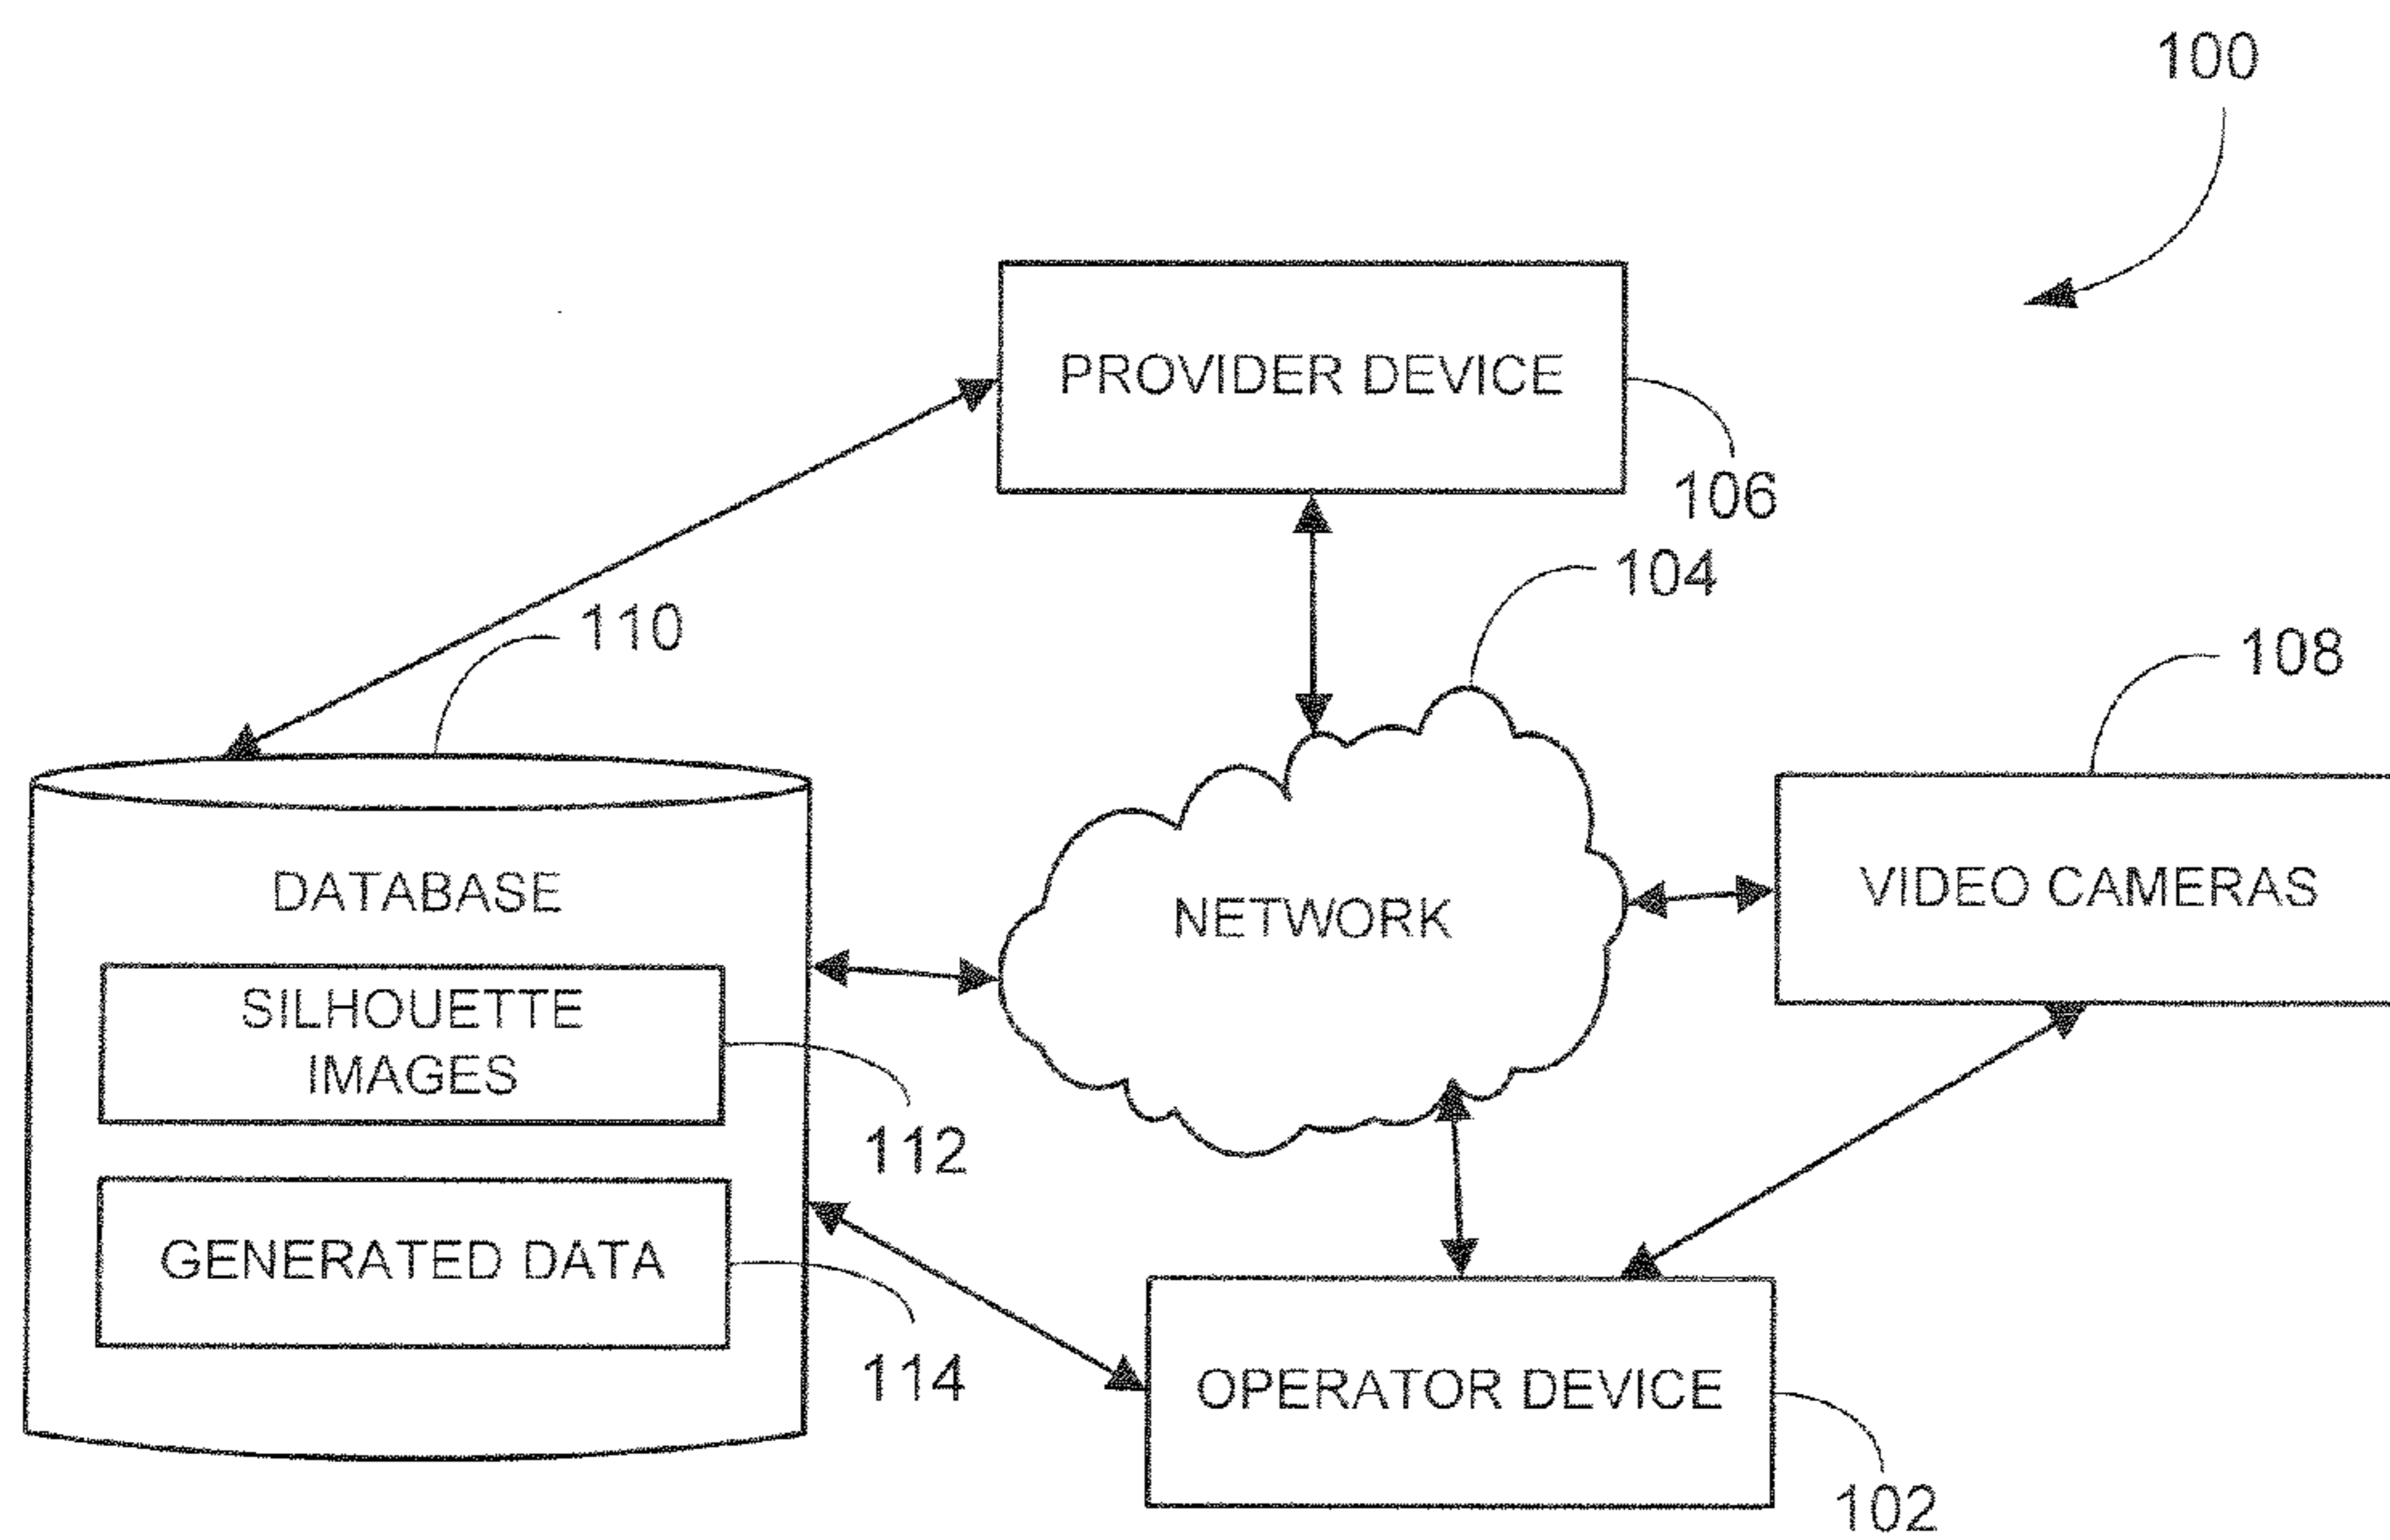 100
PROVIDER DEVICE
106
104
110
108
DATABASE
NETWORK
VIDEO CAMERAS
SILHOUETTE
IMAGES
112
GENERATED DATA
114
OPERATOR DEVICE
102